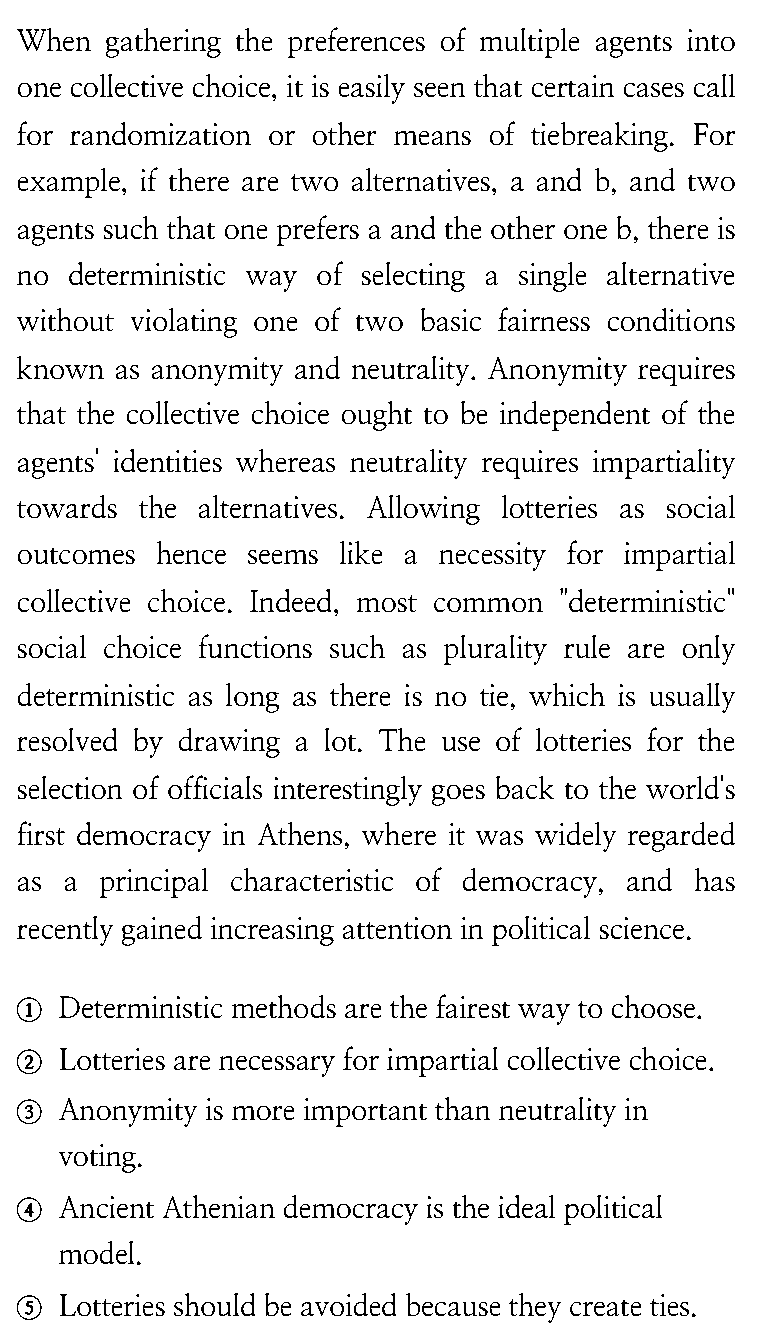 When gathering the preferences of multiple agents into
one collective choice, it is easily seen that certain cases call
for randomization or other means of tiebreaking. For
example, if there are two alternatives, a and b, and two
agents such that one prefers a and the other one b, there is
no deterministic way of selecting a single alternative
without violating one of two basic fairness conditions
known as anonymity and neutrality. Anonymity requires
that the collective choice ought to be independent of the
agents' identities whereas neutrality requires impartiality
towards the alternatives. Allowing lotteries as social
outcomes hence seems like a necessity for impartial
collective choice. Indeed, most common "deterministic"
social choice functions such as plurality rule are only
deterministic as long as there is no tie, which is usually
resolved by drawing a lot. The use of lotteries for the
selection of officials interestingly goes back to the world's
first democracy in Athens, where it was widely regarded
as a principal characteristic of democracy, and has
recently gained increasing attention in political science.
① Deterministic methods are the fairest way to choose.
② Lotteries are necessary for impartial collective choice.
③ Anonymity is more important than neutrality in
voting.
④ Ancient Athenian democracy is the ideal political
model.
⑤ Lotteries should be avoided because they create ties.